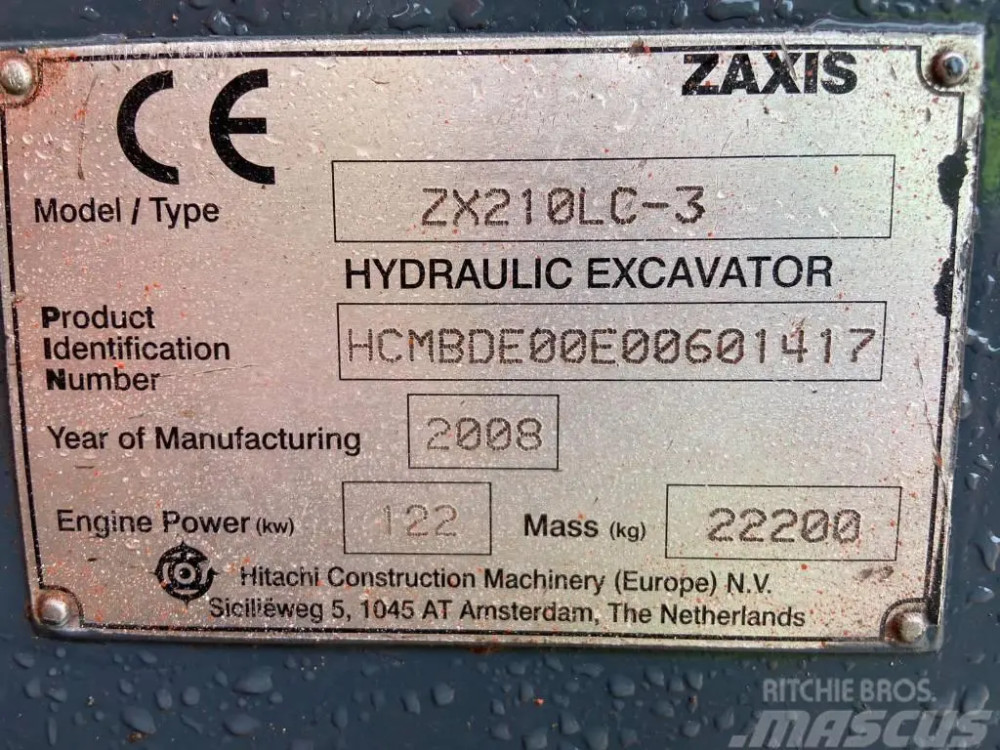 CE
ZAXIS
Model / Type
ZX210LC-3
HYDRAULIC EXCAVATOR
Product
Identification
Number
HCMBDE00E00601417
Year of Manufacturing
2008
Engine Power (kw)
122
Mass (kg)
22200
Hitachi Construction Machinery (Europe) N.V.
Siciliëweg 5, 1045 AT Amsterdam, The Netherlands
RITCHIE BROS.
MASCUS